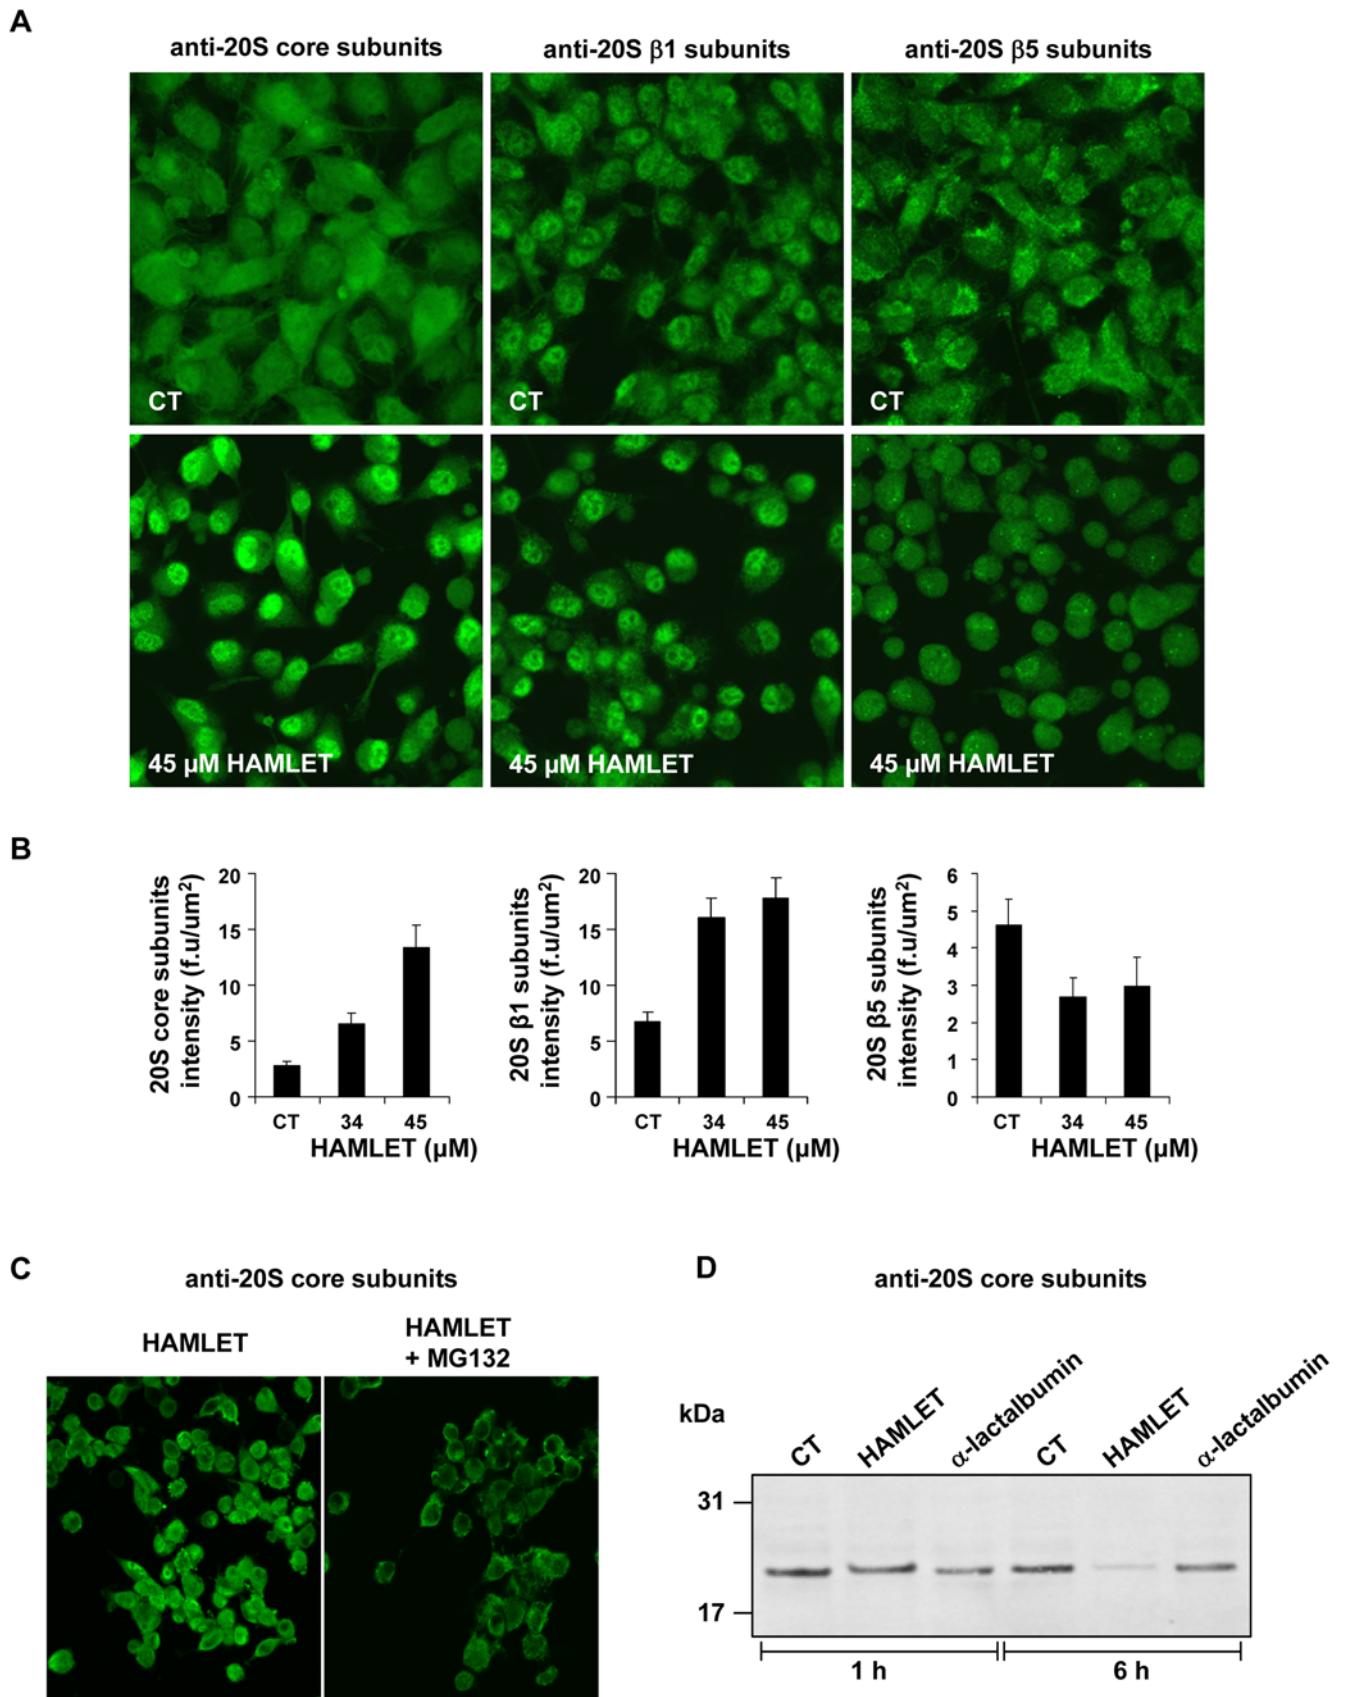 A
anti-20S core subunits
anti-20S β1 subunits
anti-20S β5 subunits
CT
CT
CT
45 µM HAMLET
45 µM HAMLET
45 µM HAMLET
B
20S core subunits
intensity (f.u/um²)
20
15
10
5
0
CT
34
45
HAMLET (µM)
20S β1 subunits
intensity (f.u/um²)
20
15
10
5
0
CT
34
45
HAMLET (µM)
20S β5 subunits
intensity (f.u/um²)
6
5
4
3
2
1
0
CT
34
45
HAMLET (µM)
C
anti-20S core subunits
HAMLET
HAMLET
+ MG132
D
anti-20S core subunits
kDa
CT
HAMLET
α-lactalbumin
CT
HAMLET
α-lactalbumin
31
17
1 h
6 h